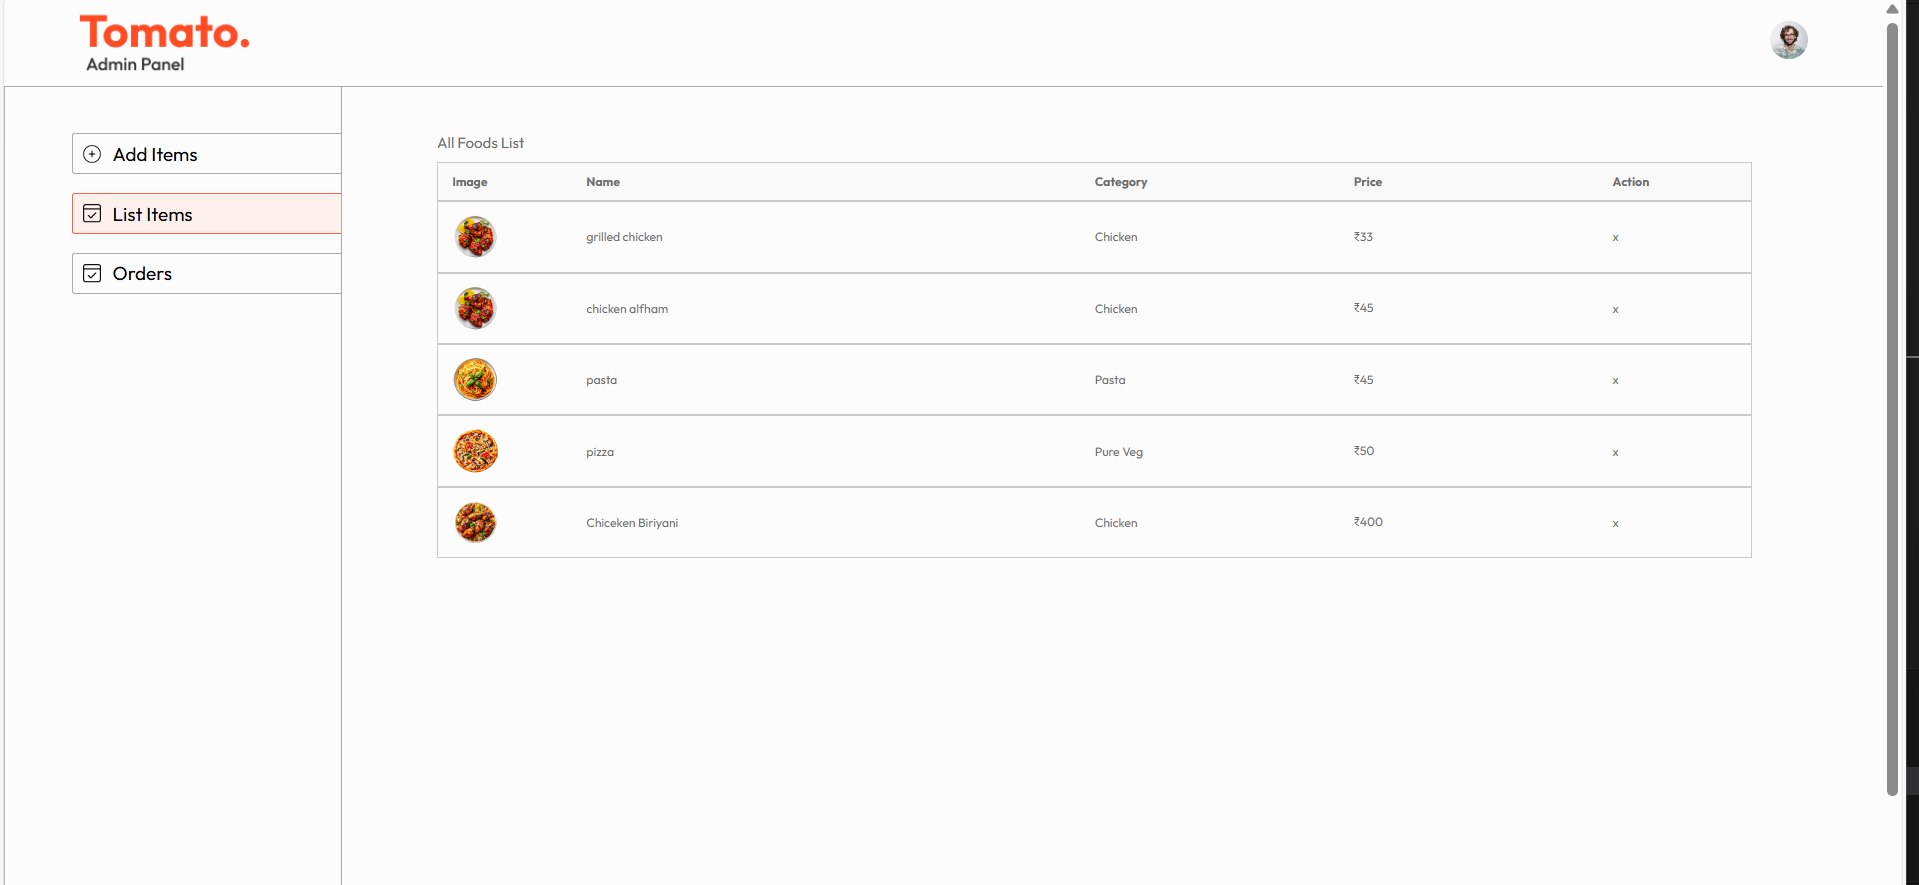 Tomato.
Admin Panel
Add Items
List Items
Orders
All Foods List
Image Name Category Price Action
grilled chicken Chicken ₹33 x
chicken alfham Chicken ₹45 x
pasta Pasta ₹45 x
pizza Pure Veg ₹50 x
Chiceken Biriyani Chicken ₹400 x